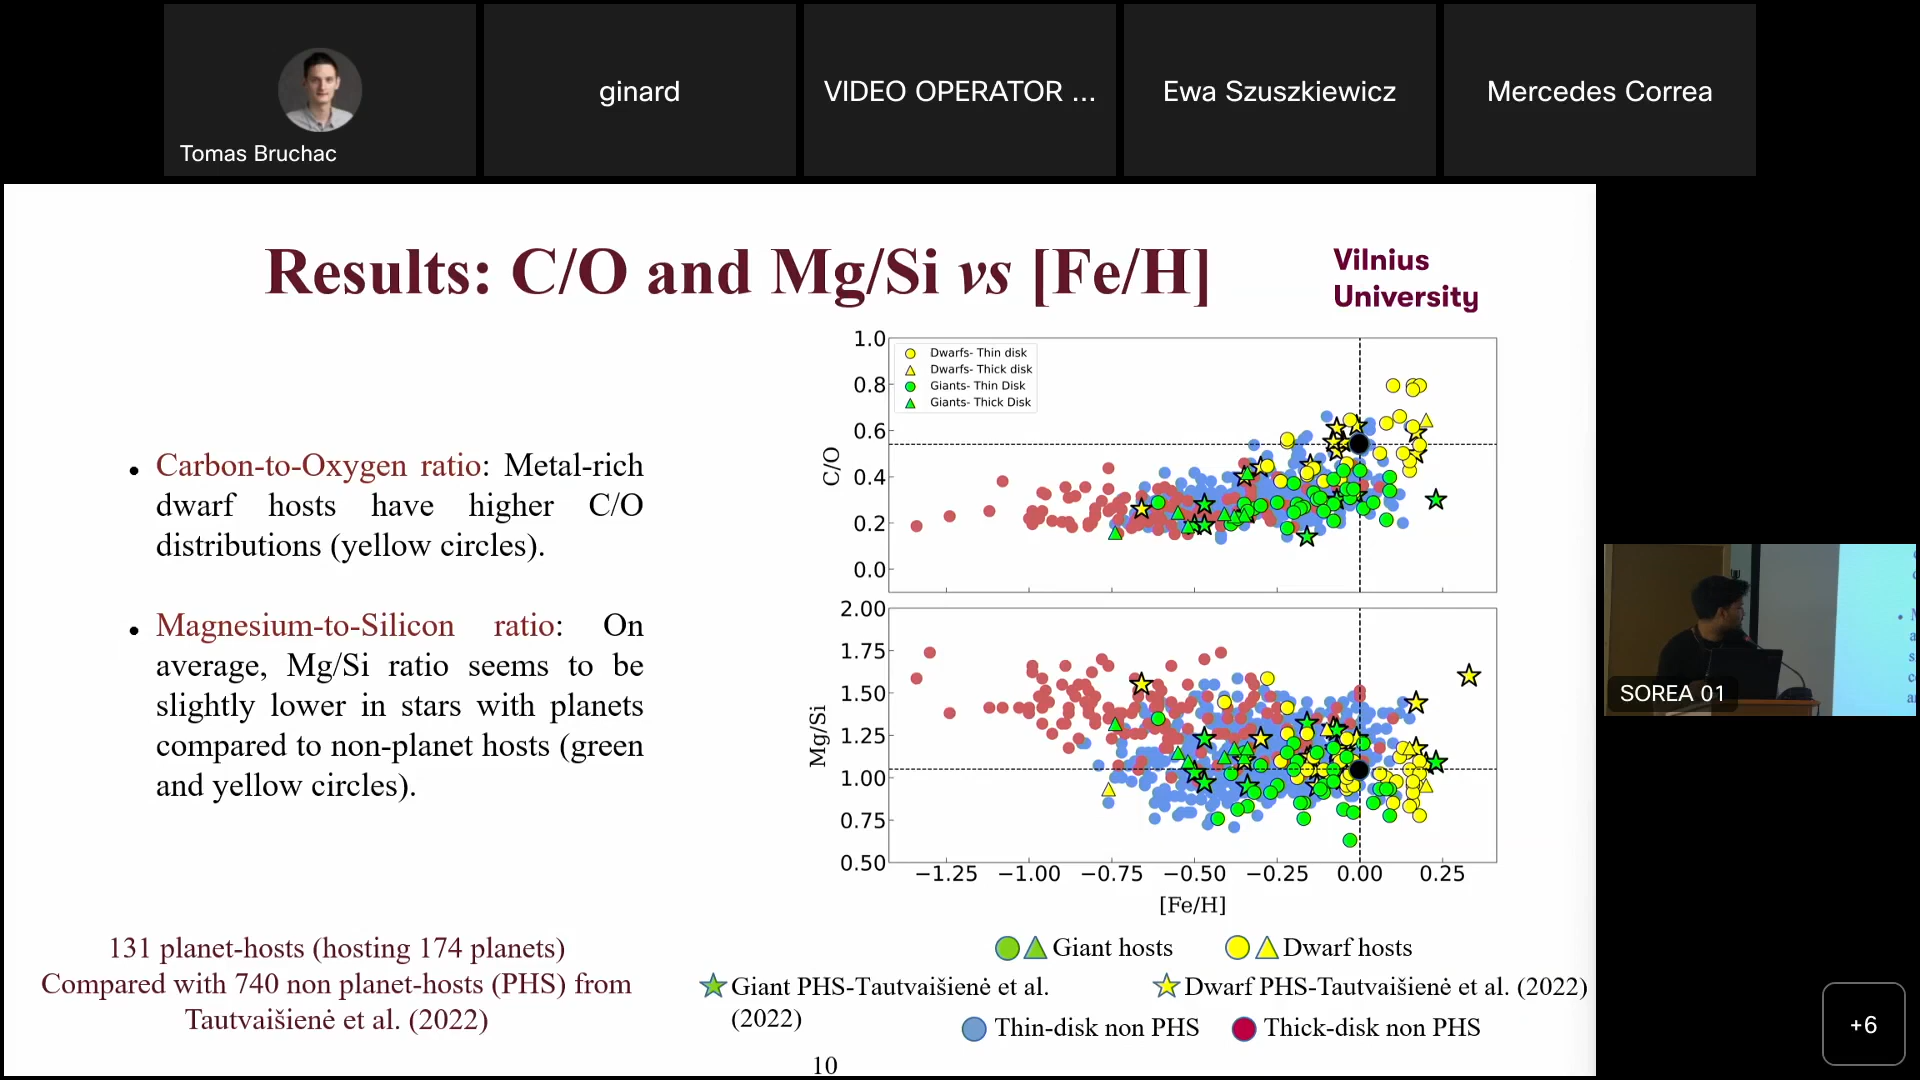 Tomas Bruchac
ginard
VIDEO OPERATOR ...
Ewa Szuszkiewicz
Mercedes Correa
Results: C/O and Mg/Si vs [Fe/H]
Vilnius
University
• Carbon-to-Oxygen ratio: Metal-rich
dwarf hosts have higher C/O
distributions (yellow circles).
• Magnesium-to-Silicon ratio: On
average, Mg/Si ratio seems to be
slightly lower in stars with planets
compared to non-planet hosts (green
and yellow circles).
131 planet-hosts (hosting 174 planets)
Compared with 740 non planet-hosts (PHS) from
Tautvaišienė et al. (2022)
1.0
0.8
0.6
0.4
0.2
0.0
C/O
Dwarfs- Thin disk
Dwarfs- Thick disk
Giants- Thin Disk
Giants- Thick Disk
2.00
1.75
1.50
1.25
1.00
0.75
0.50
Mg/Si
−1.25 −1.00 −0.75 −0.50 −0.25 0.00 0.25
[Fe/H]
Giant hosts Dwarf hosts
Giant PHS-Tautvaišienė et al.
(2022)
Dwarf PHS-Tautvaišienė et al. (2022)
Thin-disk non PHS Thick-disk non PHS
10
SOREA 01
+6